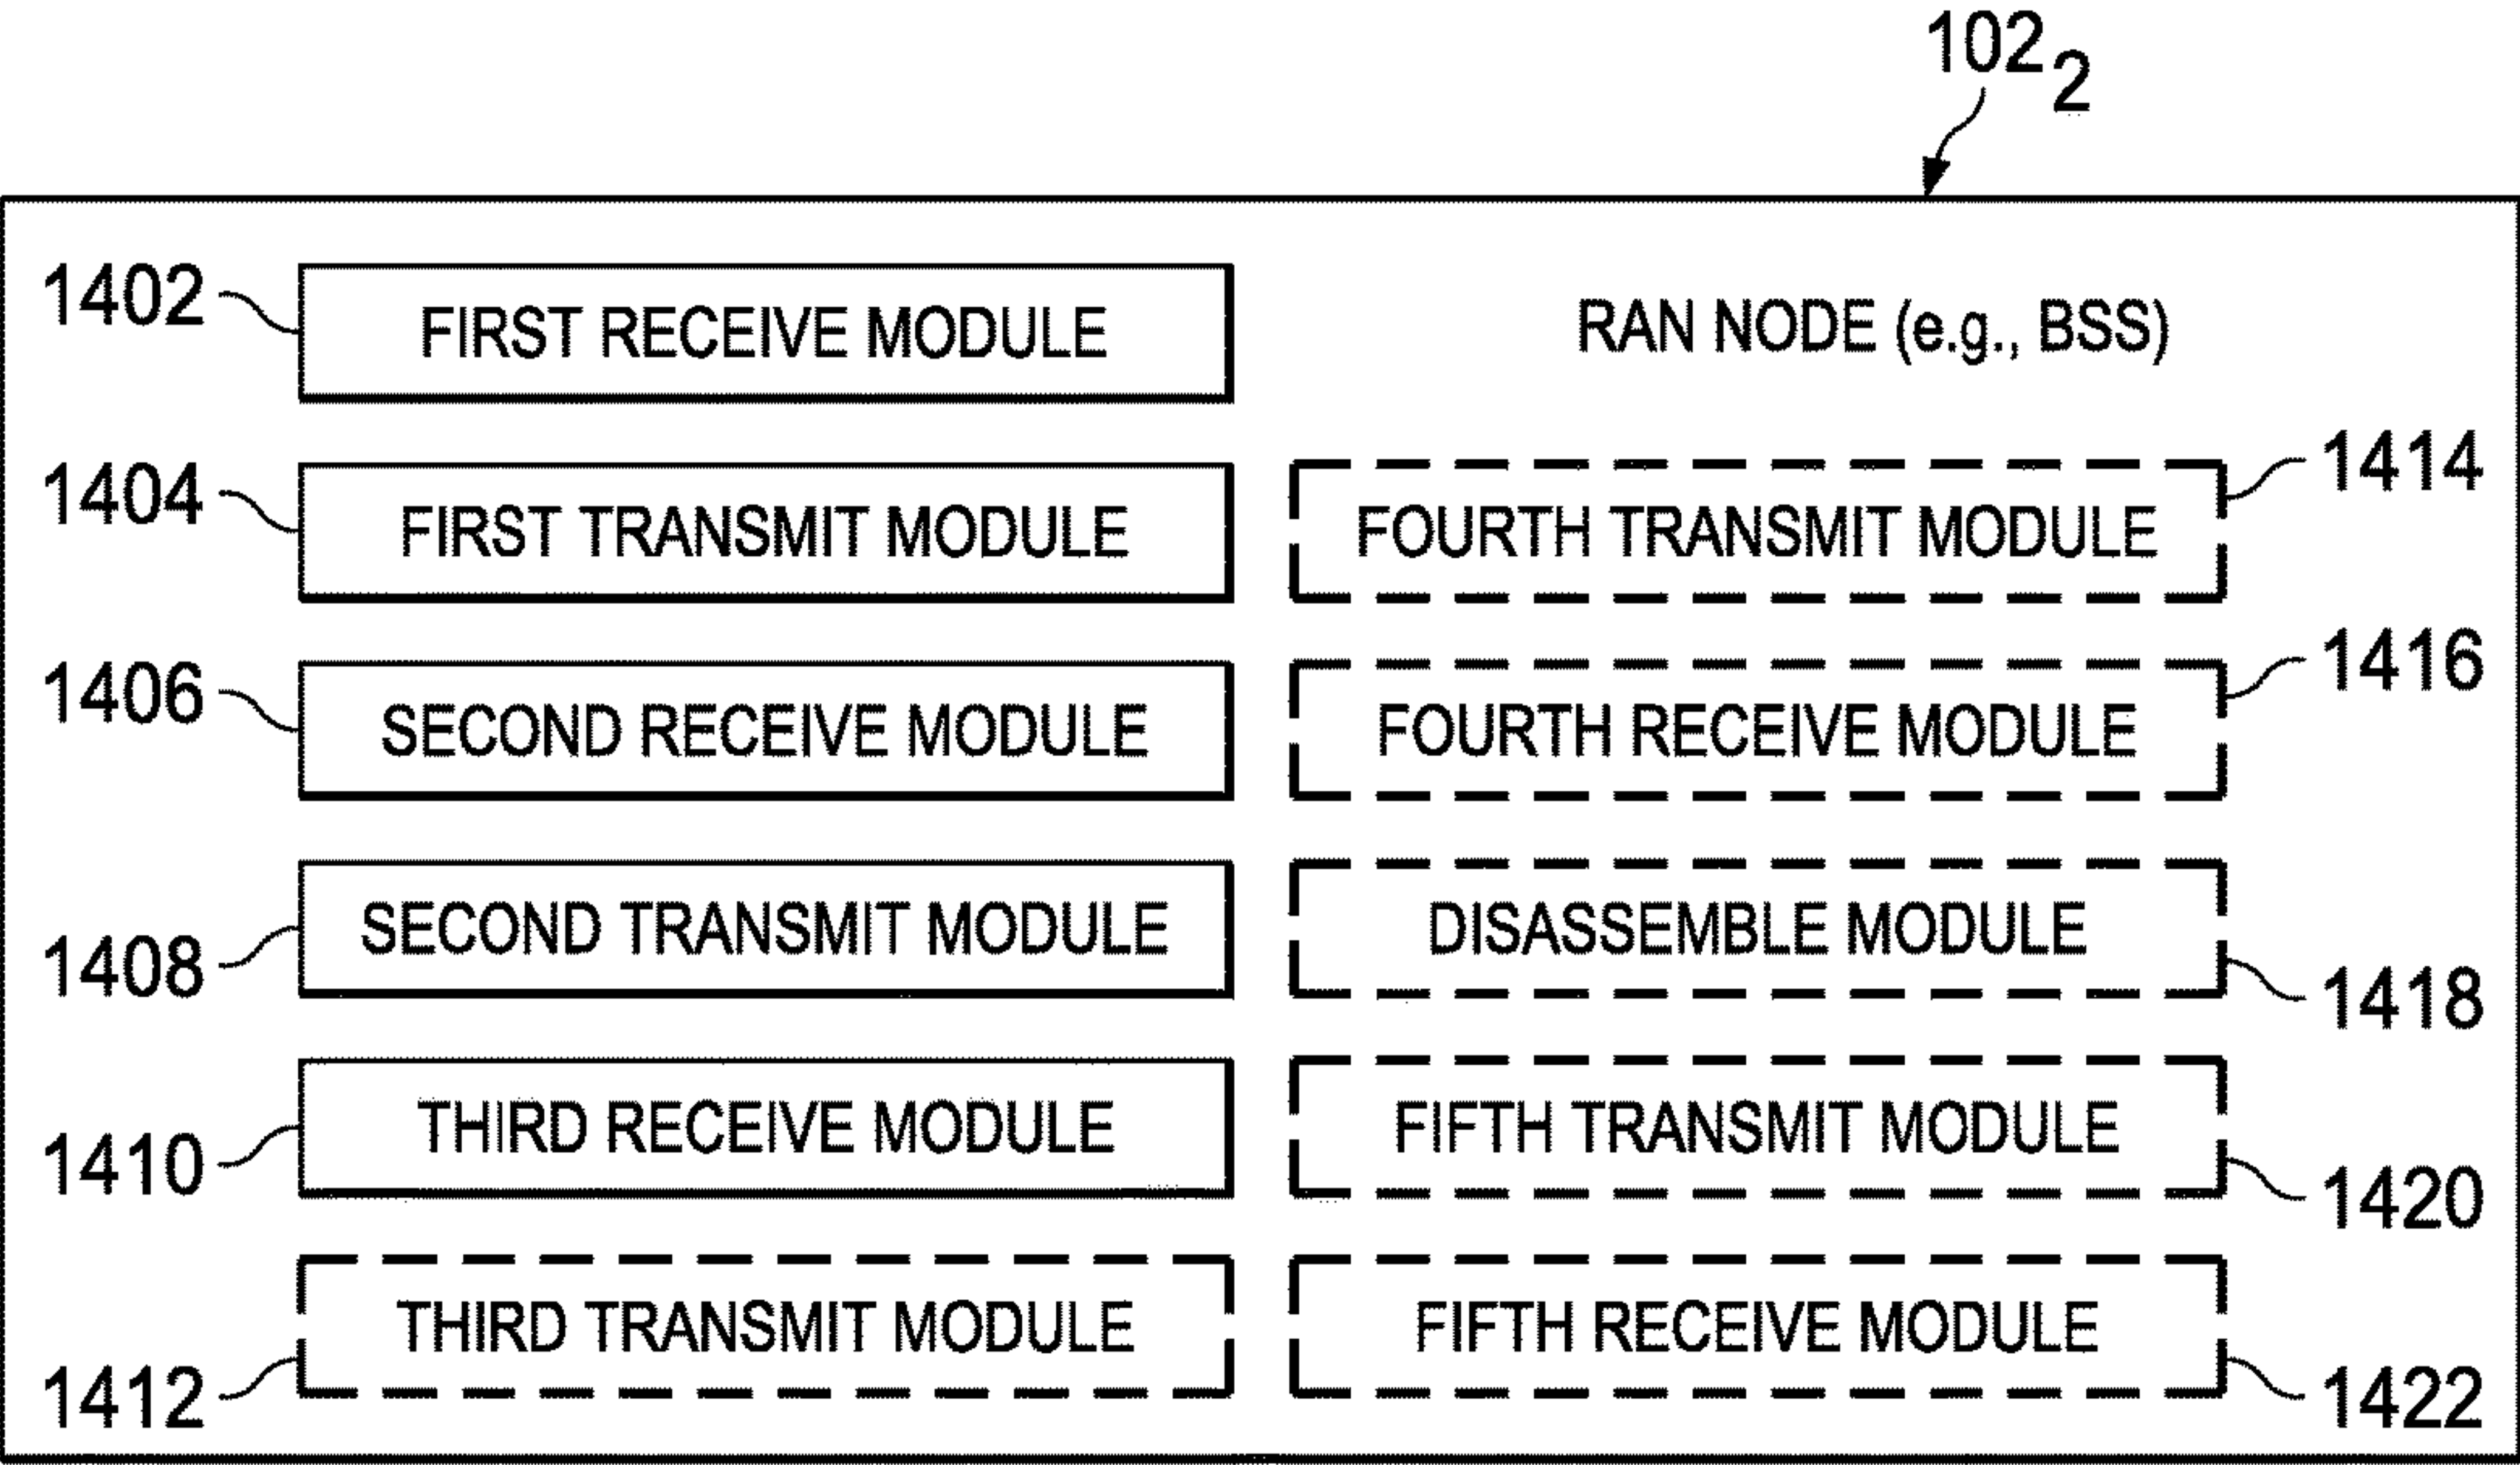 102₂
1402 FIRST RECEIVE MODULE RAN NODE (e.g., BSS)
1404 FIRST TRANSMIT MODULE FOURTH TRANSMIT MODULE 1414
1406 SECOND RECEIVE MODULE FOURTH RECEIVE MODULE 1416
1408 SECOND TRANSMIT MODULE DISASSEMBLE MODULE 1418
1410 THIRD RECEIVE MODULE FIFTH TRANSMIT MODULE 1420
1412 THIRD TRANSMIT MODULE FIFTH RECEIVE MODULE 1422